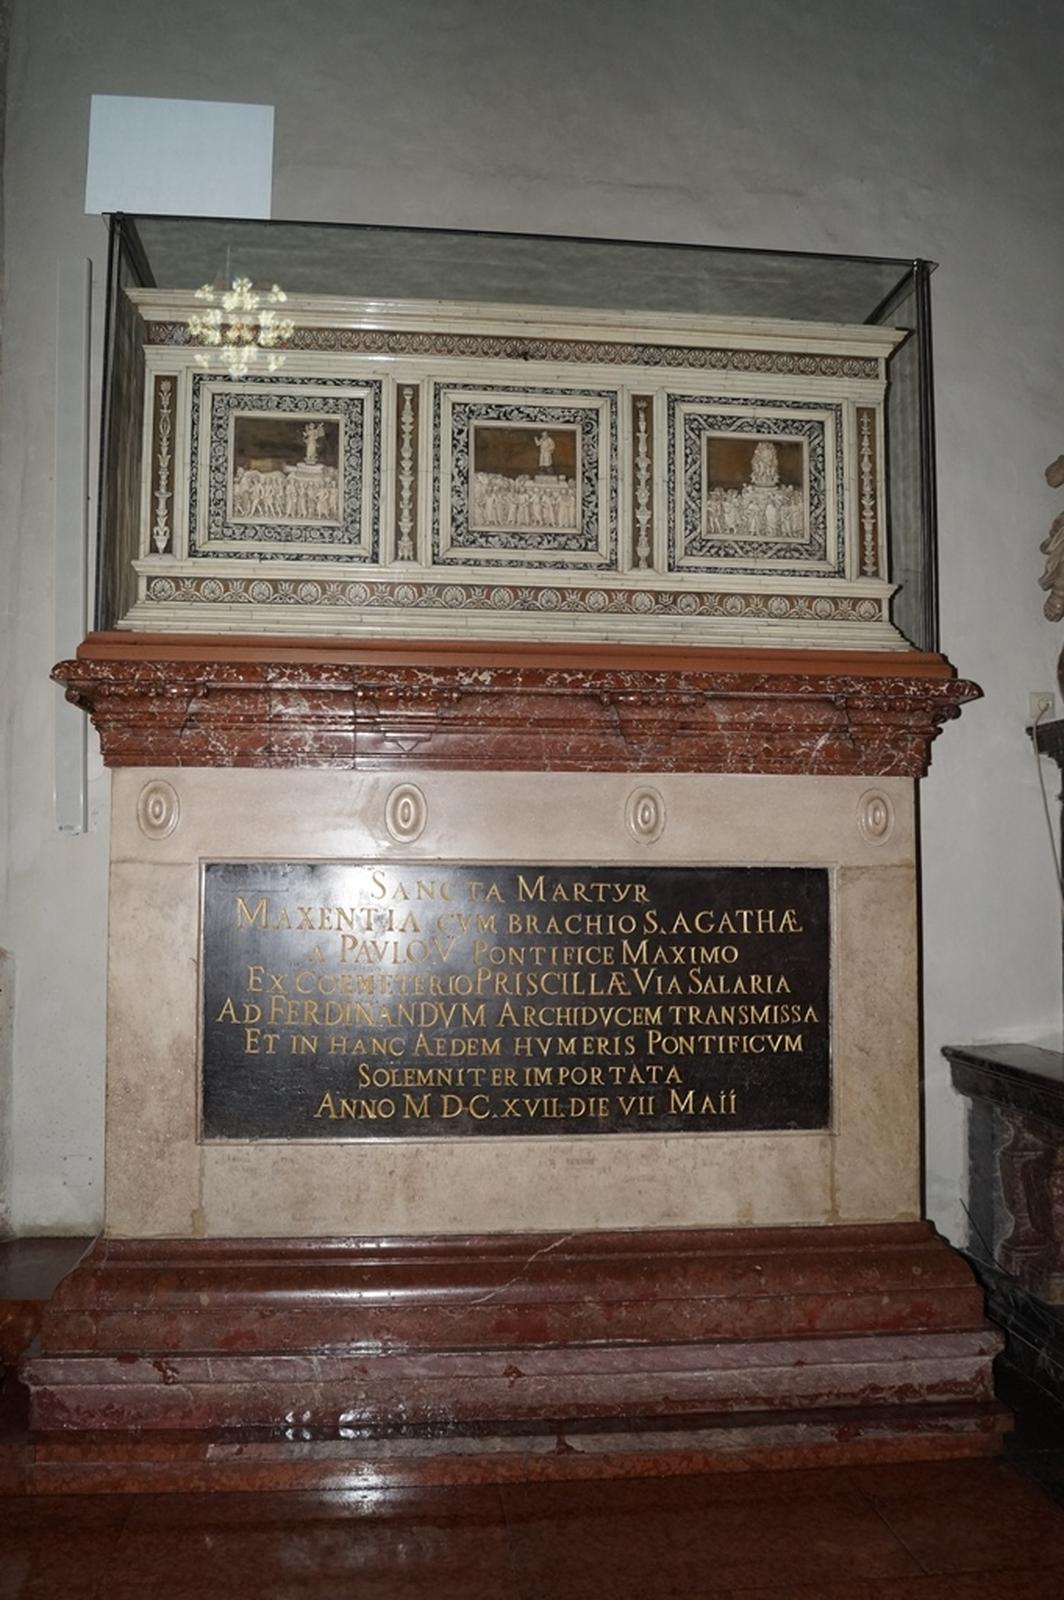 SANCTA MARTYR
MAXENTIA CVM BRACHIO S. AGATHÆ
A PAVLO V PONTIFICE MAXIMO
EX COEMETERIO PRISCILLÆ VIA SALARIA
AD FERDINANDVM ARCHIDVCEM TRANSMISSA
ET IN HANC AEDEM HVMERIS PONTIFICVM
SOLEMNITER IMPORTATA
ANNO M D·C. XVII. DIE VII MAII